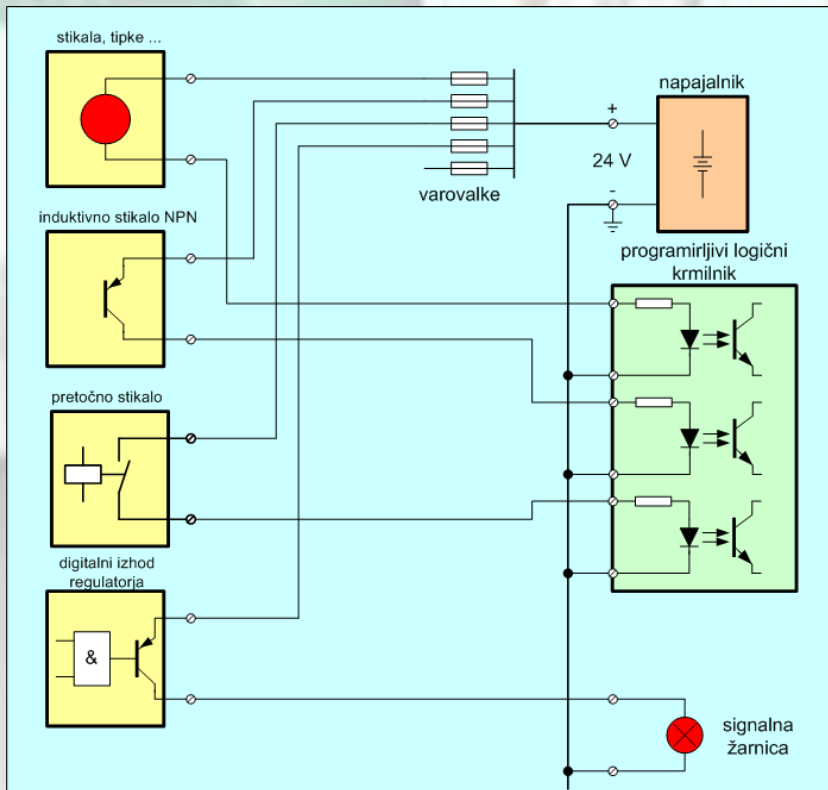 stikala, tipke ...
napajalnik
+
24 V
-
varovalke
induktivno stikalo NPN
programirljivi logični
krmilnik
pretočno stikalo
digitalni izhod
regulatorja
&
signalna
žarnica